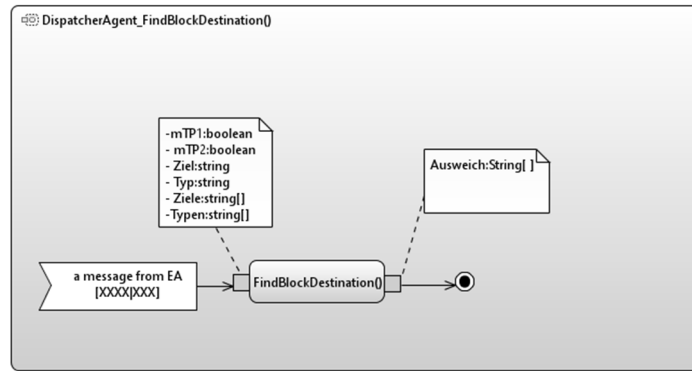 DispatcherAgent_FindBlockDestination()
-mTP1:boolean
- mTP2:boolean
- Ziel:string
- Typ:string
- Ziele:string[]
-Typen:string[]
Ausweich:String[ ]
a message from EA
[XXXX|XXX]
FindBlockDestination()